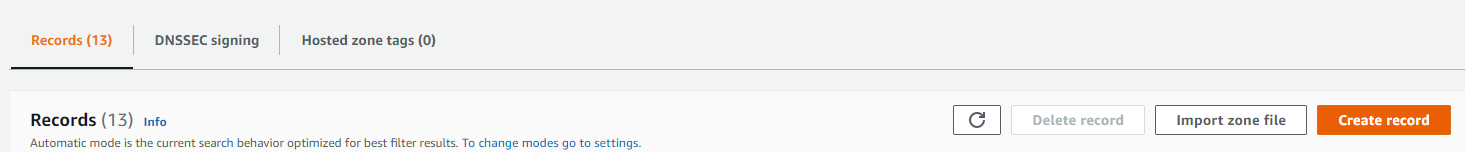 Records (13) DNSSEC signing Hosted zone tags (0)
Records (13) Info Delete record Import zone file Create record
Automatic mode is the current search behavior optimized for best filter results. To change modes go to settings.